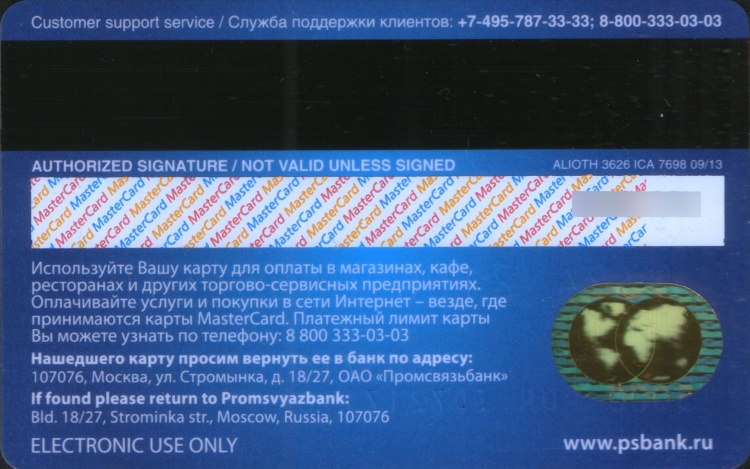 Customer support service / Служба поддержки клиентов: +7-495-787-33-33; 8-800-333-03-03
AUTHORIZED SIGNATURE / NOT VALID UNLESS SIGNED
ALIOTH 3626 ICA 7698 09/13
MasterCard MasterCard MasterCard MasterCard
Используйте Вашу карту для оплаты в магазинах, кафе,
ресторанах и других торгово-сервисных предприятиях.
Оплачивайте услуги и покупки в сети Интернет – везде, где
принимаются карты MasterCard. Платежный лимит карты
Вы можете узнать по телефону: 8 800 333-03-03
Нашедшего карту просим вернуть ее в банк по адресу:
107076, Москва, ул. Стромынка, д. 18/27, ОАО «Промсвязьбанк»
If found please return to Promsvyazbank:
Bld. 18/27, Strominka str., Moscow, Russia, 107076
ELECTRONIC USE ONLY
www.psbank.ru